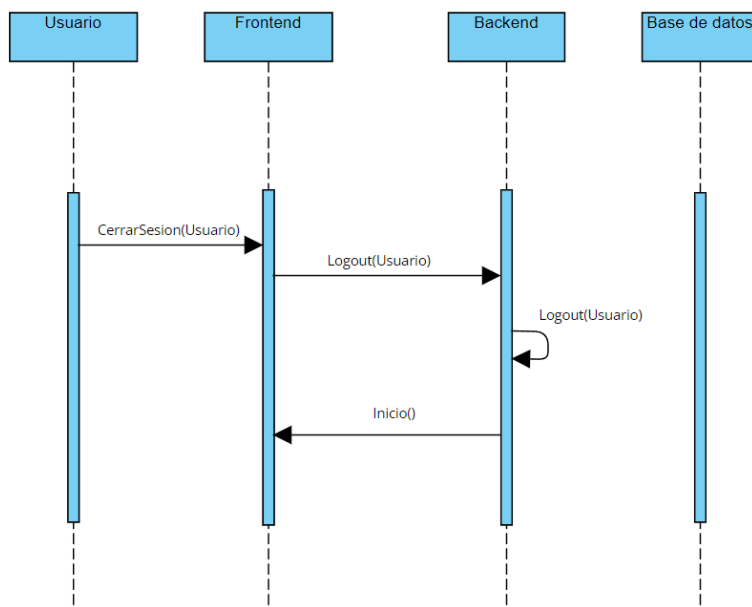 Usuario
Frontend
Backend
Base de datos
CerrarSesion(Usuario)
Logout(Usuario)
Logout(Usuario)
Inicio()